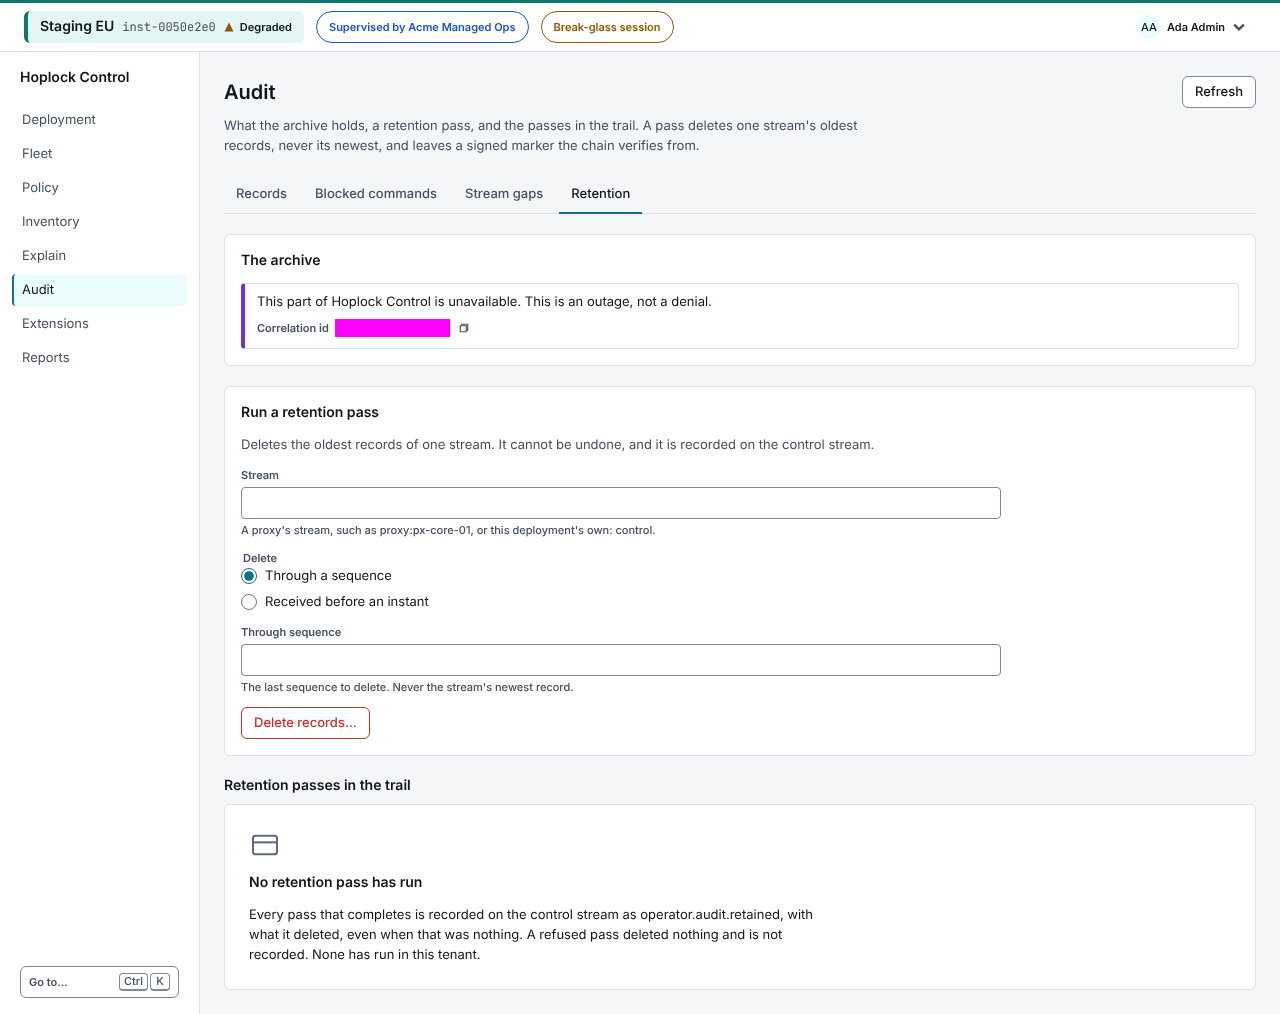 Staging EU inst-0050e2e0 Degraded
Supervised by Acme Managed Ops
Break-glass session
AA Ada Admin
Hoplock Control
Deployment
Fleet
Policy
Inventory
Explain
Audit
Extensions
Reports
Go to...
Ctrl K
Audit
Refresh
What the archive holds, a retention pass, and the passes in the trail. A pass deletes one stream's oldest
records, never its newest, and leaves a signed marker the chain verifies from.
Records
Blocked commands
Stream gaps
Retention
The archive
This part of Hoplock Control is unavailable. This is an outage, not a denial.
Correlation id
Run a retention pass
Deletes the oldest records of one stream. It cannot be undone, and it is recorded on the control stream.
Stream
A proxy's stream, such as proxy:px-core-01, or this deployment's own: control.
Delete
Through a sequence
Received before an instant
Through sequence
The last sequence to delete. Never the stream's newest record.
Delete records...
Retention passes in the trail
No retention pass has run
Every pass that completes is recorded on the control stream as operator.audit.retained, with
what it deleted, even when that was nothing. A refused pass deleted nothing and is not
recorded. None has run in this tenant.